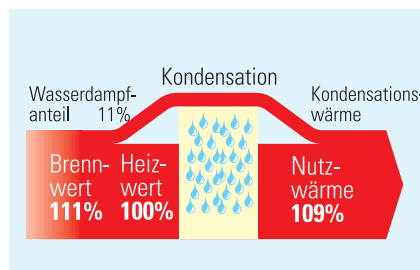 Kondensation
Wasserdampf-
anteil 11%
Kondensations-
wärme
Brenn-
wert
111%
Heiz-
wert
100%
Nutz-
wärme
109%